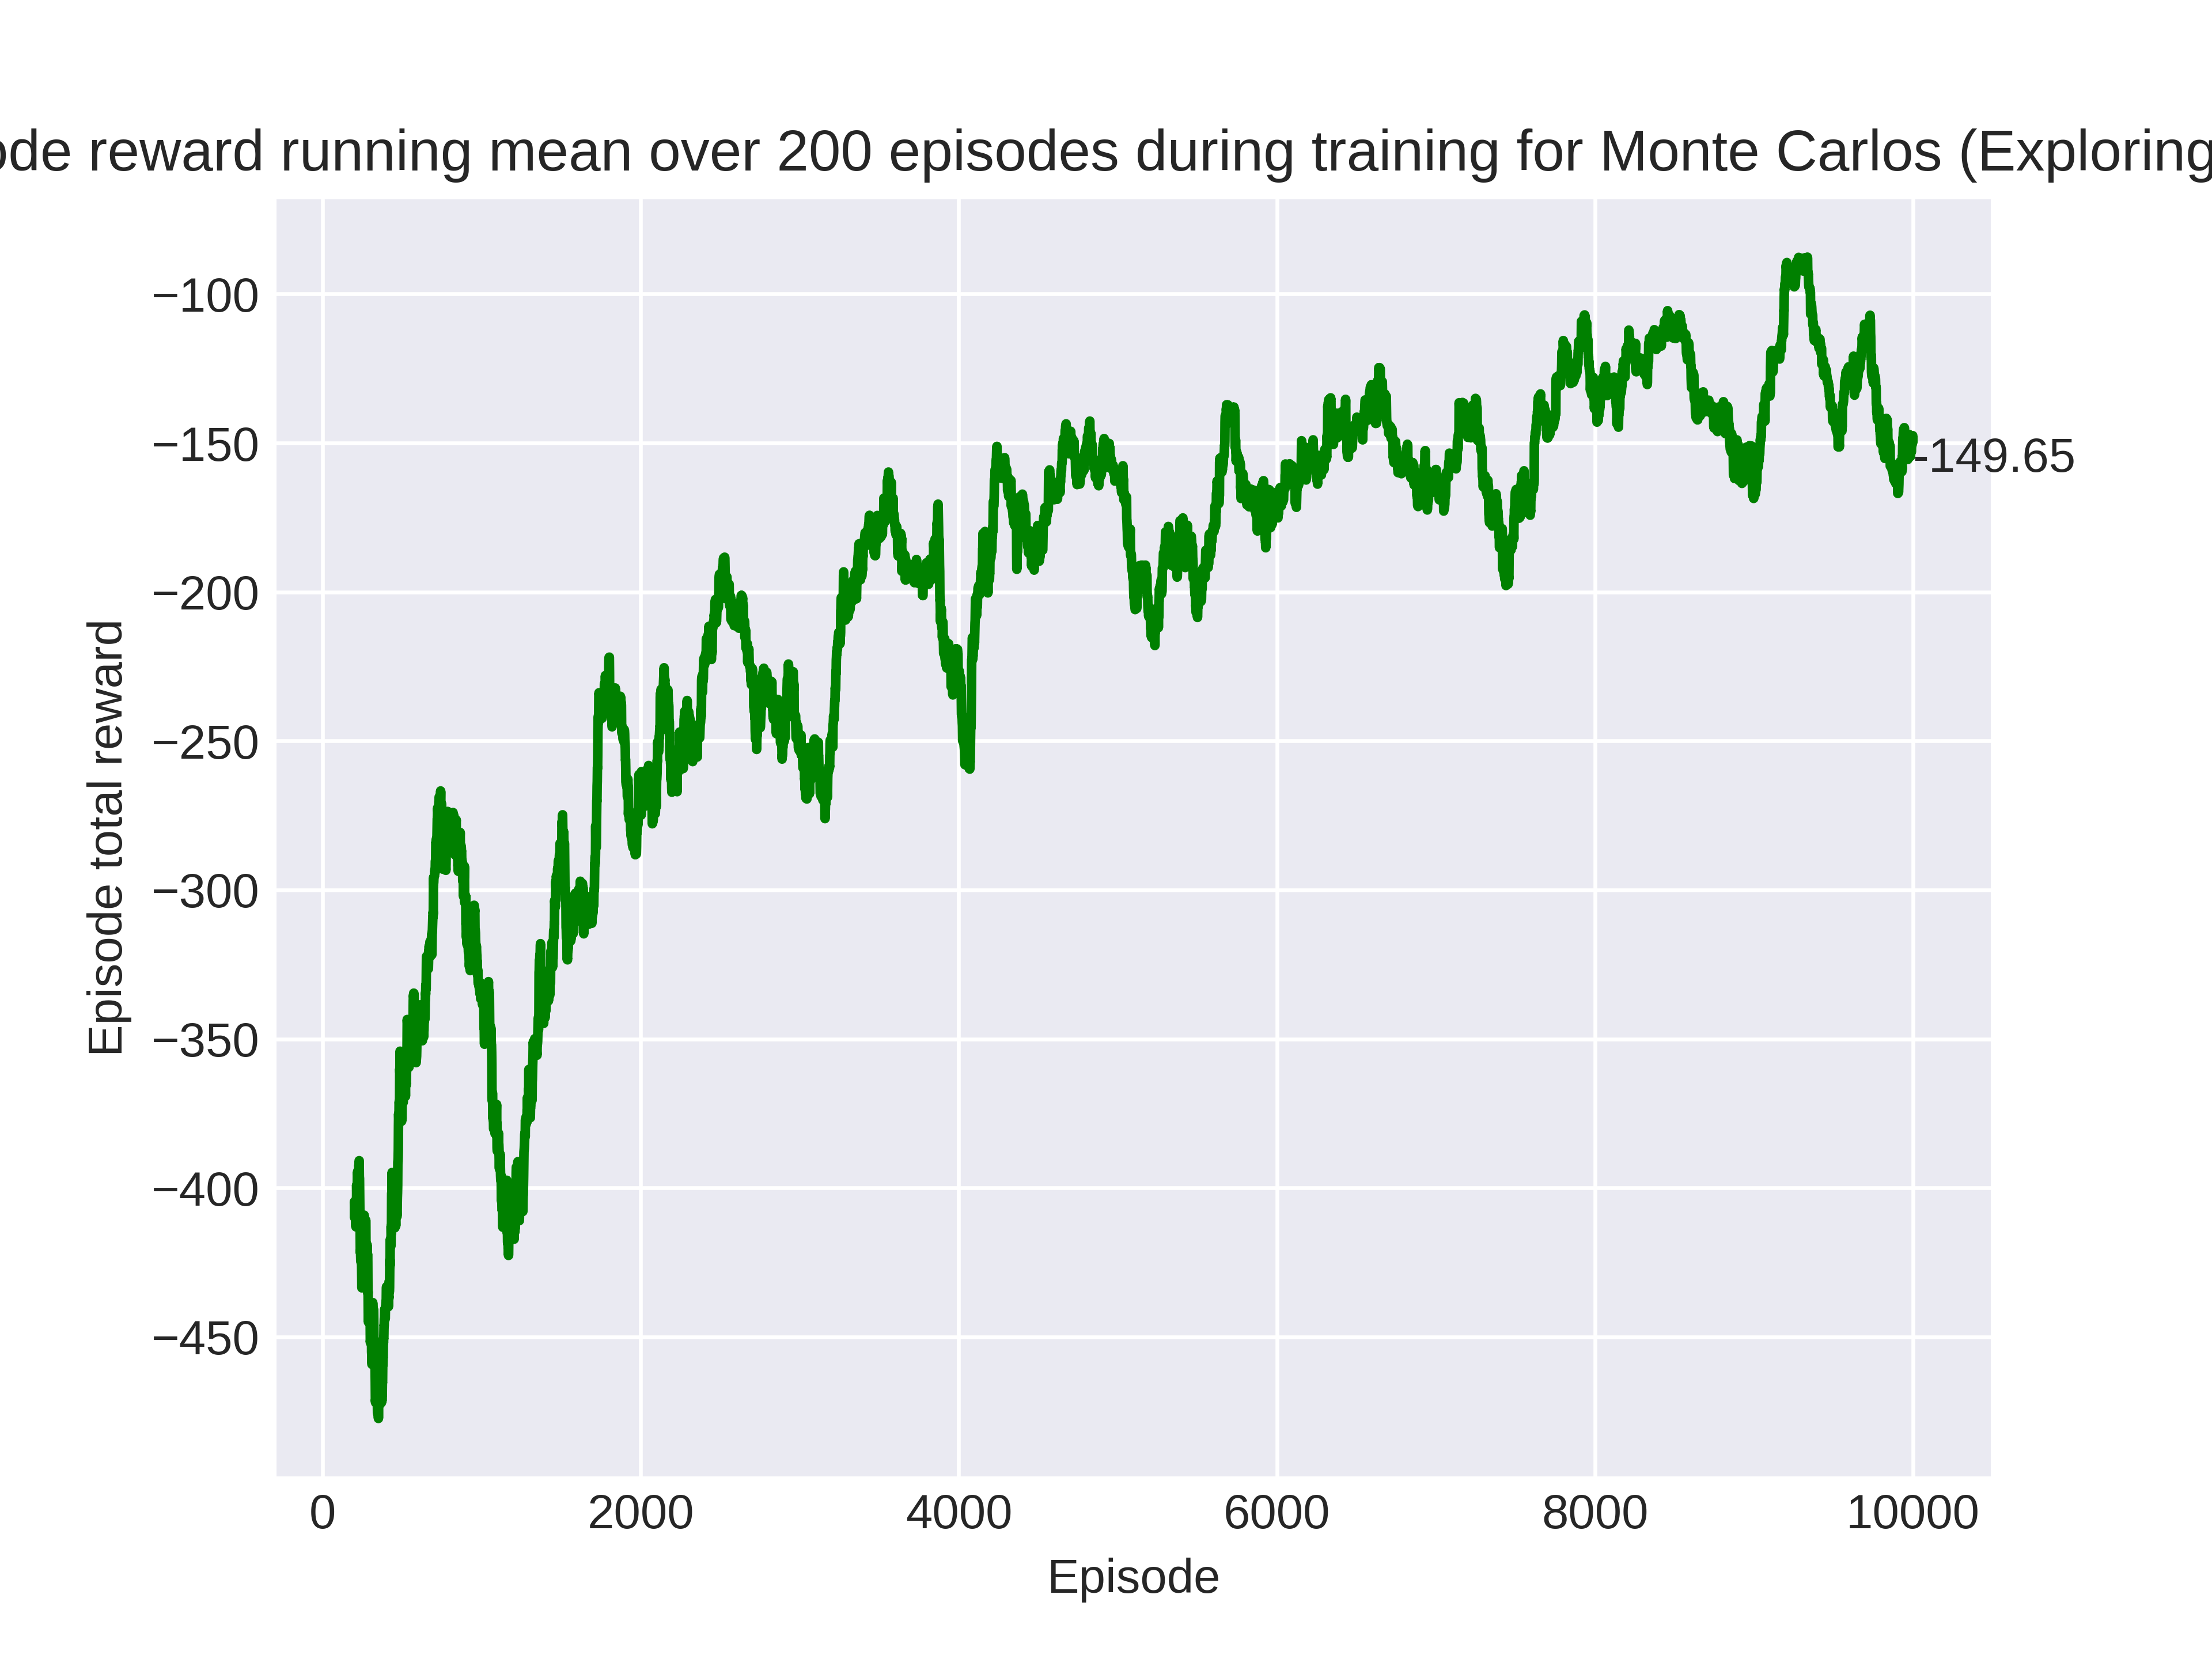 ode reward running mean over 200 episodes during training for Monte Carlos (Exploring
−100
−150
−200
−250
−300
−350
−400
−450
Episode total reward
-149.65
0 2000 4000 6000 8000 10000
Episode